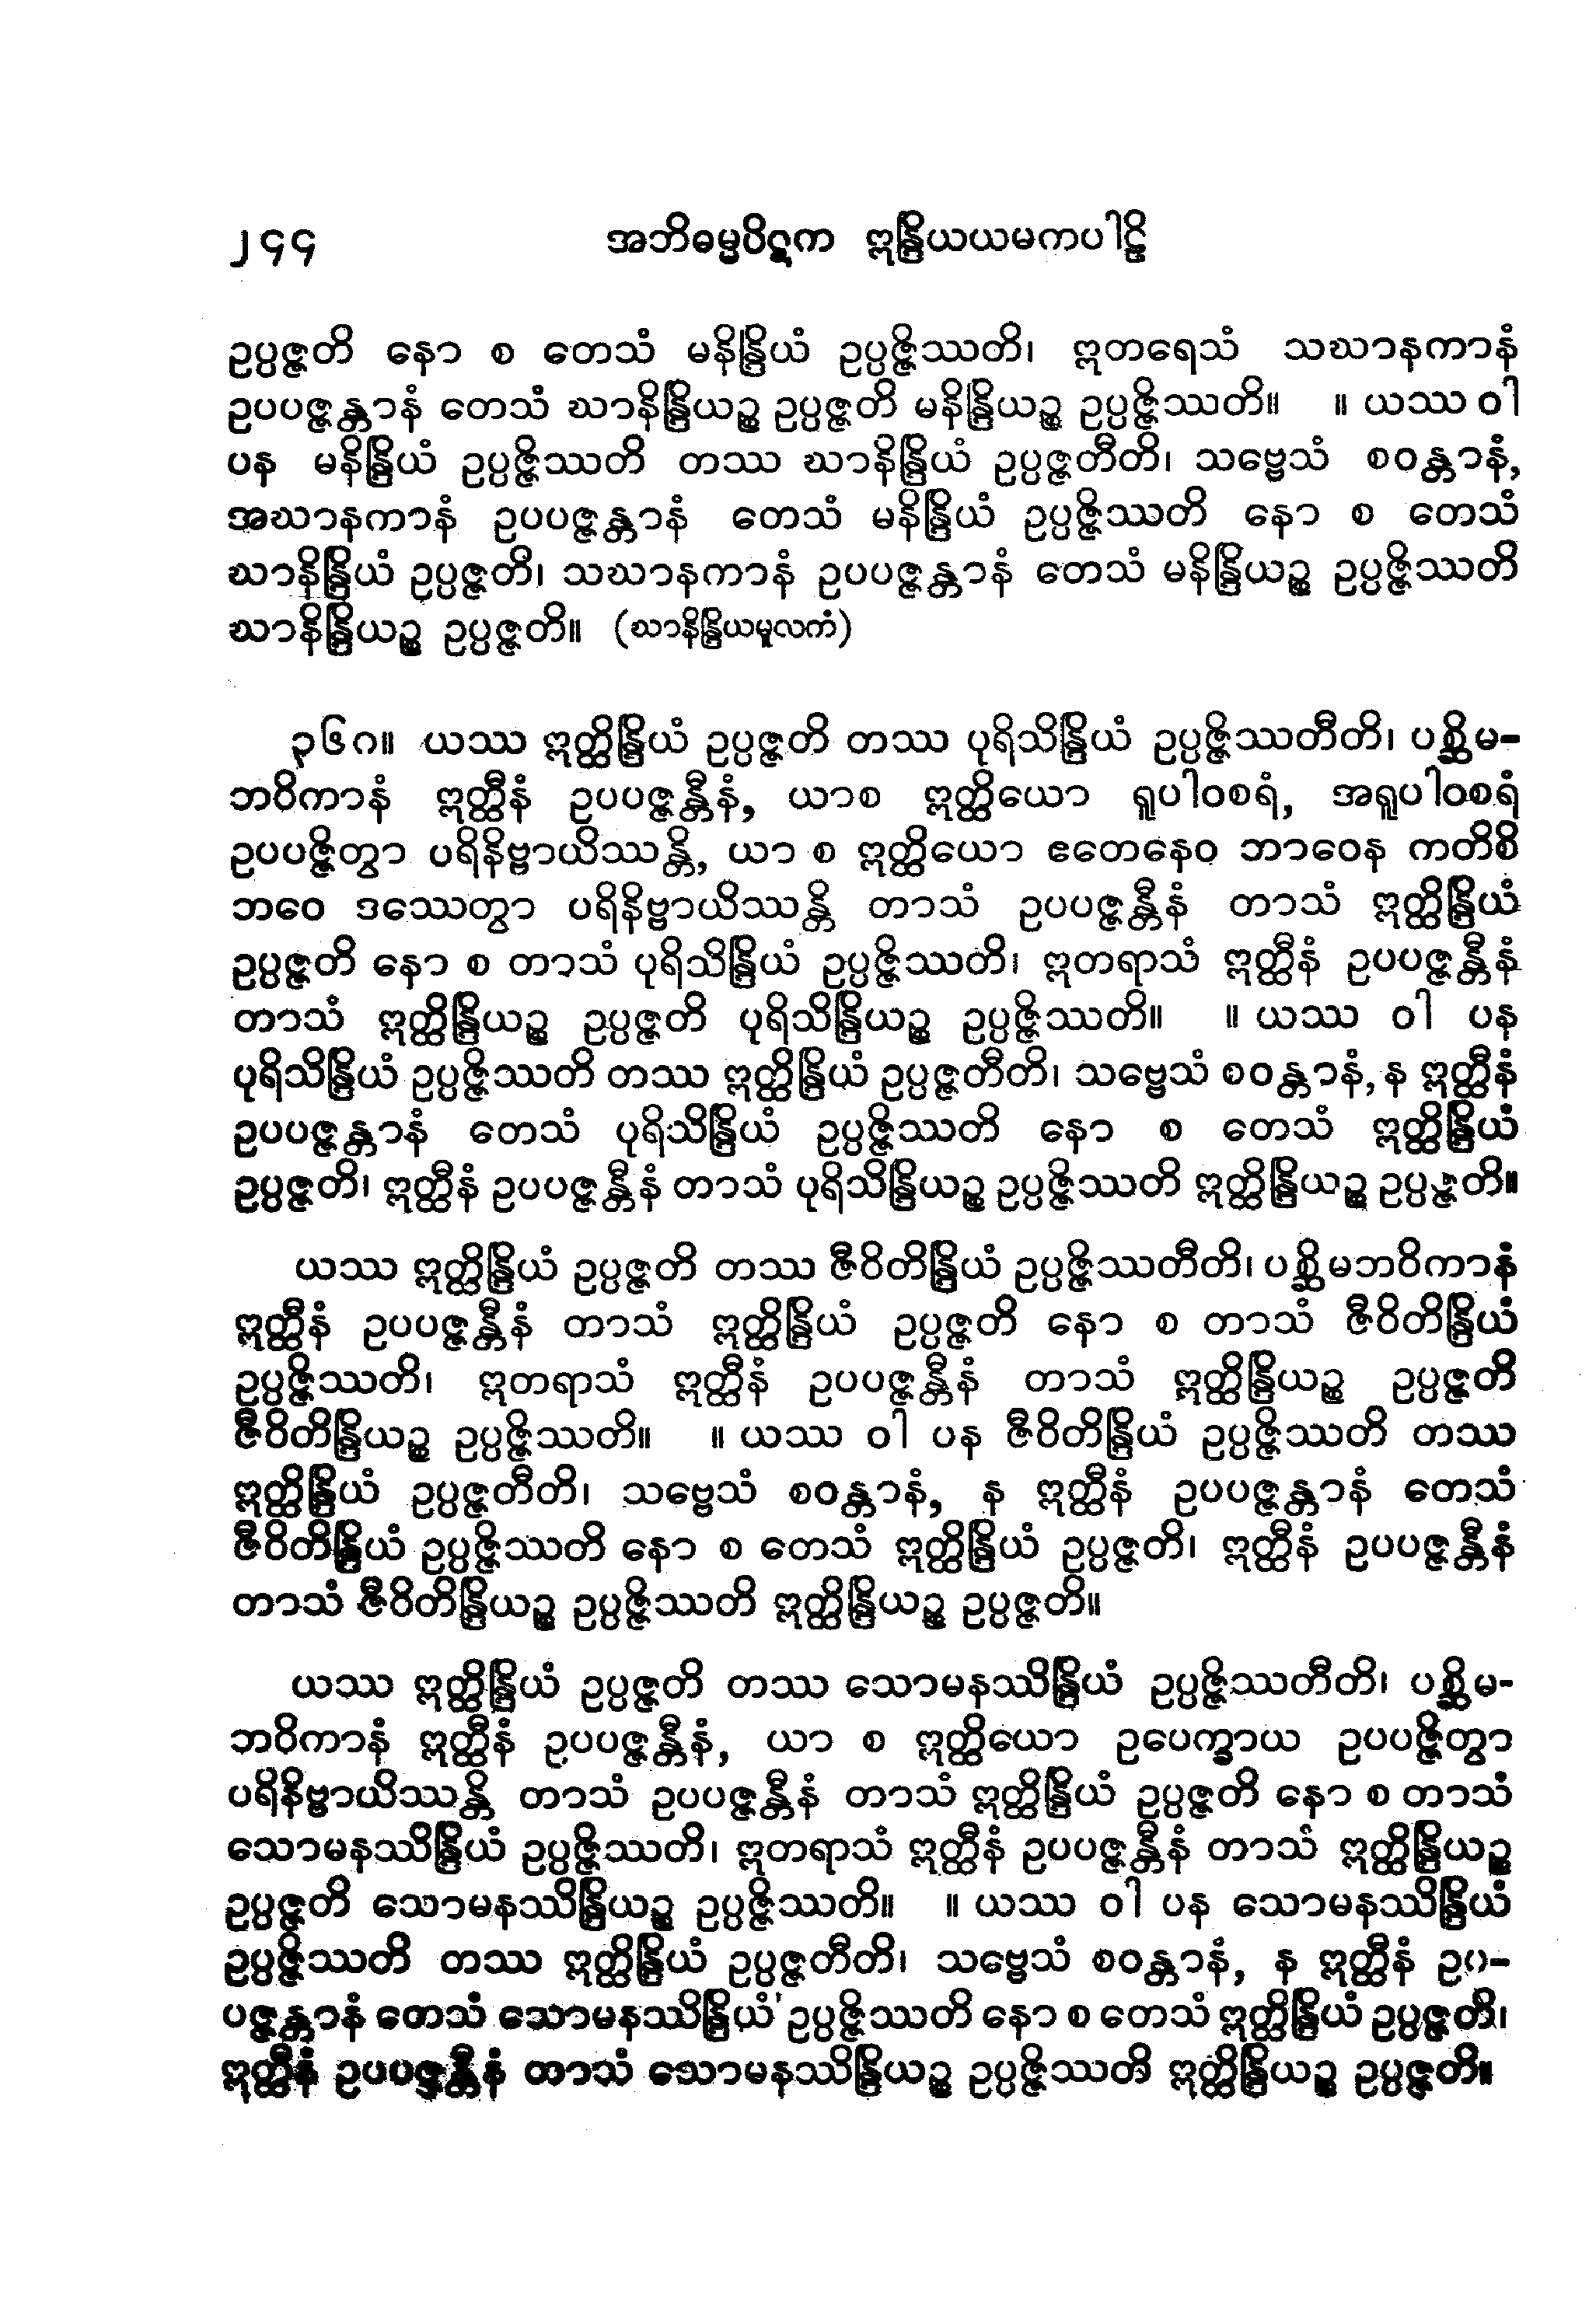 ၂၄၄ အဘိဓမ္မပိဋက ဣန္ဒြိယယမကပါဠိ
ဥပ္ပဇ္ဇတိ နော စ တေသံ မနိန္ဒြိယံ ဥပ္ပဇ္ဇိဿတိ၊ ဣတရေသံ သဃာနကာနံ
ဥပပဇ္ဇန္တာနံ တေသံ ဃာနိန္ဒြိယဉ္စ ဥပ္ပဇ္ဇတိ မနိန္ဒြိယဉ္စ ဥပ္ပဇ္ဇိဿတိ။ ။ ယဿ ဝါ
ပန မနိန္ဒြိယံ ဥပ္ပဇ္ဇိဿတိ တဿ ဃာနိန္ဒြိယံ ဥပ္ပဇ္ဇတီတိ၊ သဗ္ဗေသံ စဝန္တာနံ,
အဃာနကာနံ ဥပပဇ္ဇန္တာနံ တေသံ မနိန္ဒြိယံ ဥပ္ပဇ္ဇိဿတိ နော စ တေသံ
ဃာနိန္ဒြိယံ ဥပ္ပဇ္ဇတိ၊ သဃာနကာနံ ဥပပဇ္ဇန္တာနံ တေသံ မနိန္ဒြိယဉ္စ ဥပ္ပဇ္ဇိဿတိ
ဃာနိန္ဒြိယဉ္စ ဥပ္ပဇ္ဇတိ။ (ဃာနိန္ဒြိယမူလကံ)
၃၆၈။ ယဿ ဣတ္ထိန္ဒြိယံ ဥပ္ပဇ္ဇတိ တဿ ပုရိသိန္ဒြိယံ ဥပ္ပဇ္ဇိဿတီတိ၊ ပစ္ဆိမ-
ဘဝိကာနံ ဣတ္ထီနံ ဥပပဇ္ဇန္တီနံ, ယာစ ဣတ္ထိယော ရူပါဝစရံ, အရူပါဝစရံ
ဥပပဇ္ဇိတွာ ပရိနိဗ္ဗာယိဿန္တိ, ယာ စ ဣတ္ထိယော ဧတေနေဝ ဘာဝေန ကတိစိ
ဘဝေ ဒဿေတွာ ပရိနိဗ္ဗာယိဿန္တိ တာသံ ဥပပဇ္ဇန္တီနံ တာသံ ဣတ္ထိန္ဒြိယံ
ဥပ္ပဇ္ဇတိ နော စ တာသံ ပုရိသိန္ဒြိယံ ဥပ္ပဇ္ဇိဿတိ၊ ဣတရာသံ ဣတ္ထီနံ ဥပပဇ္ဇန္တီနံ
တာသံ ဣတ္ထိန္ဒြိယဉ္စ ဥပ္ပဇ္ဇတိ ပုရိသိန္ဒြိယဉ္စ ဥပ္ပဇ္ဇိဿတိ။ ။ ယဿ ဝါ ပန
ပုရိသိန္ဒြိယံ ဥပ္ပဇ္ဇိဿတိ တဿ ဣတ္ထိန္ဒြိယံ ဥပ္ပဇ္ဇတီတိ၊ သဗ္ဗေသံ စဝန္တာနံ, န ဣတ္ထီနံ
ဥပပဇ္ဇန္တာနံ တေသံ ပုရိသိန္ဒြိယံ ဥပ္ပဇ္ဇိဿတိ နော စ တေသံ ဣတ္ထိန္ဒြိယံ
ဥပ္ပဇ္ဇတိ၊ ဣတ္ထီနံ ဥပပဇ္ဇန္တီနံ တာသံ ပုရိသိန္ဒြိယဉ္စ ဥပ္ပဇ္ဇိဿတိ ဣတ္ထိန္ဒြိယဉ္စ ဥပ္ပဇ္ဇတိ။
ယဿ ဣတ္ထိန္ဒြိယံ ဥပ္ပဇ္ဇတိ တဿ ဇီဝိတိန္ဒြိယံ ဥပ္ပဇ္ဇိဿတီတိ၊ ပစ္ဆိမဘဝိကာနံ
ဣတ္ထီနံ ဥပပဇ္ဇန္တီနံ တာသံ ဣတ္ထိန္ဒြိယံ ဥပ္ပဇ္ဇတိ နော စ တာသံ ဇီဝိတိန္ဒြိယံ
ဥပ္ပဇ္ဇိဿတိ၊ ဣတရာသံ ဣတ္ထီနံ ဥပပဇ္ဇန္တီနံ တာသံ ဣတ္ထိန္ဒြိယဉ္စ ဥပ္ပဇ္ဇတိ
ဇီဝိတိန္ဒြိယဉ္စ ဥပ္ပဇ္ဇိဿတိ။ ။ ယဿ ဝါ ပန ဇီဝိတိန္ဒြိယံ ဥပ္ပဇ္ဇိဿတိ တဿ
ဣတ္ထိန္ဒြိယံ ဥပ္ပဇ္ဇတီတိ၊ သဗ္ဗေသံ စဝန္တာနံ, န ဣတ္ထီနံ ဥပပဇ္ဇန္တာနံ တေသံ
ဇီဝိတိန္ဒြိယံ ဥပ္ပဇ္ဇိဿတိ နော စ တေသံ ဣတ္ထိန္ဒြိယံ ဥပ္ပဇ္ဇတိ၊ ဣတ္ထီနံ ဥပပဇ္ဇန္တီနံ
တာသံ ဇီဝိတိန္ဒြိယဉ္စ ဥပ္ပဇ္ဇိဿတိ ဣတ္ထိန္ဒြိယဉ္စ ဥပ္ပဇ္ဇတိ။
ယဿ ဣတ္ထိန္ဒြိယံ ဥပ္ပဇ္ဇတိ တဿ သောမနဿိန္ဒြိယံ ဥပ္ပဇ္ဇိဿတီတိ၊ ပစ္ဆိမ-
ဘဝိကာနံ ဣတ္ထီနံ ဥပပဇ္ဇန္တီနံ, ယာ စ ဣတ္ထိယော ဥပေက္ခာယ ဥပပဇ္ဇိတွာ
ပရိနိဗ္ဗာယိဿန္တိ တာသံ ဥပပဇ္ဇန္တီနံ တာသံ ဣတ္ထိန္ဒြိယံ ဥပ္ပဇ္ဇတိ နော စ တာသံ
သောမနဿိန္ဒြိယံ ဥပ္ပဇ္ဇိဿတိ၊ ဣတရာသံ ဣတ္ထီနံ ဥပပဇ္ဇန္တီနံ တာသံ ဣတ္ထိန္ဒြိယဉ္စ
ဥပ္ပဇ္ဇတိ သောမနဿိန္ဒြိယဉ္စ ဥပ္ပဇ္ဇိဿတိ။ ။ ယဿ ဝါ ပန သောမနဿိန္ဒြိယံ
ဥပ္ပဇ္ဇိဿတိ တဿ ဣတ္ထိန္ဒြိယံ ဥပ္ပဇ္ဇတီတိ၊ သဗ္ဗေသံ စဝန္တာနံ, န ဣတ္ထီနံ ဥပ-
ပဇ္ဇန္တာနံ တေသံ သောမနဿိန္ဒြိယံ ဥပ္ပဇ္ဇိဿတိ နော စ တေသံ ဣတ္ထိန္ဒြိယံ ဥပ္ပဇ္ဇတိ၊
ဣတ္ထီနံ ဥပပဇ္ဇန္တီနံ တာသံ သောမနဿိန္ဒြိယဉ္စ ဥပ္ပဇ္ဇိဿတိ ဣတ္ထိန္ဒြိယဉ္စ ဥပ္ပဇ္ဇတိ။